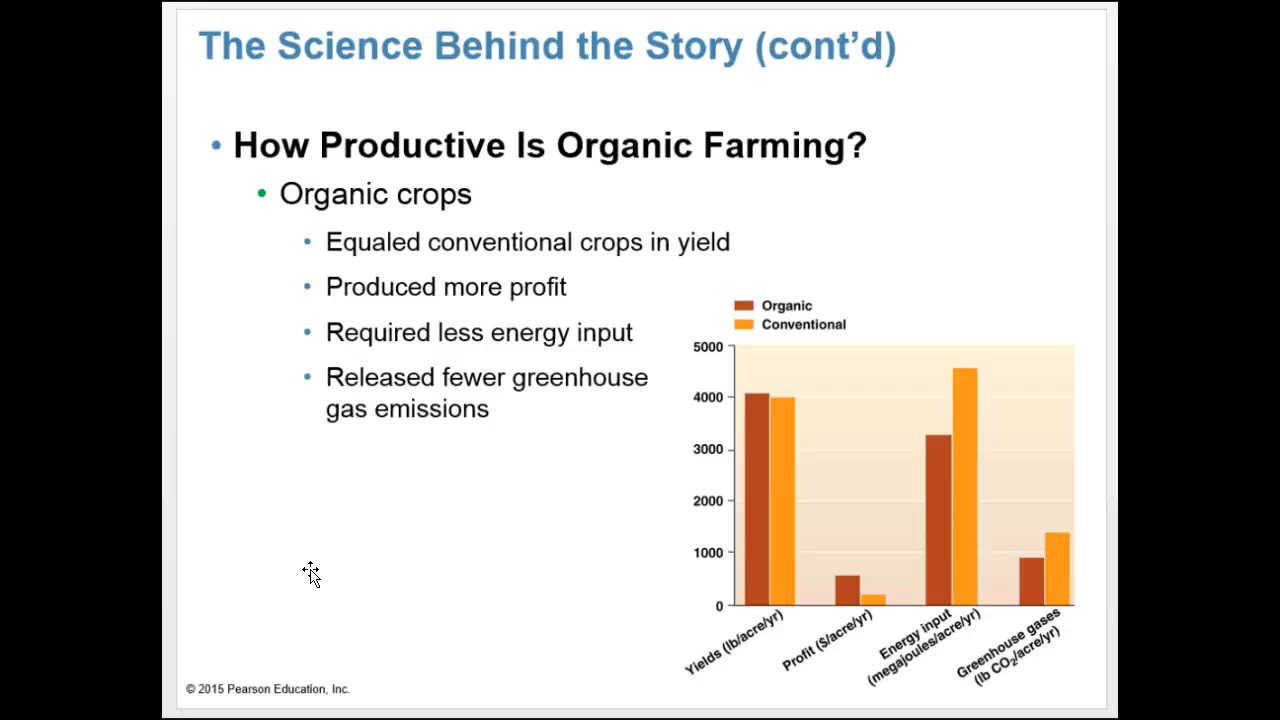 The Science Behind the Story (cont’d)
• How Productive Is Organic Farming?
• Organic crops
• Equaled conventional crops in yield
• Produced more profit
• Required less energy input
• Released fewer greenhouse
gas emissions
Organic
Conventional
5000
4000
3000
2000
1000
0
Yields (lb/acre/yr)
Profit ($/acre/yr)
Energy input
(megajoules/acre/yr)
Greenhouse gases
(lb CO₂/acre/yr)
© 2015 Pearson Education, Inc.